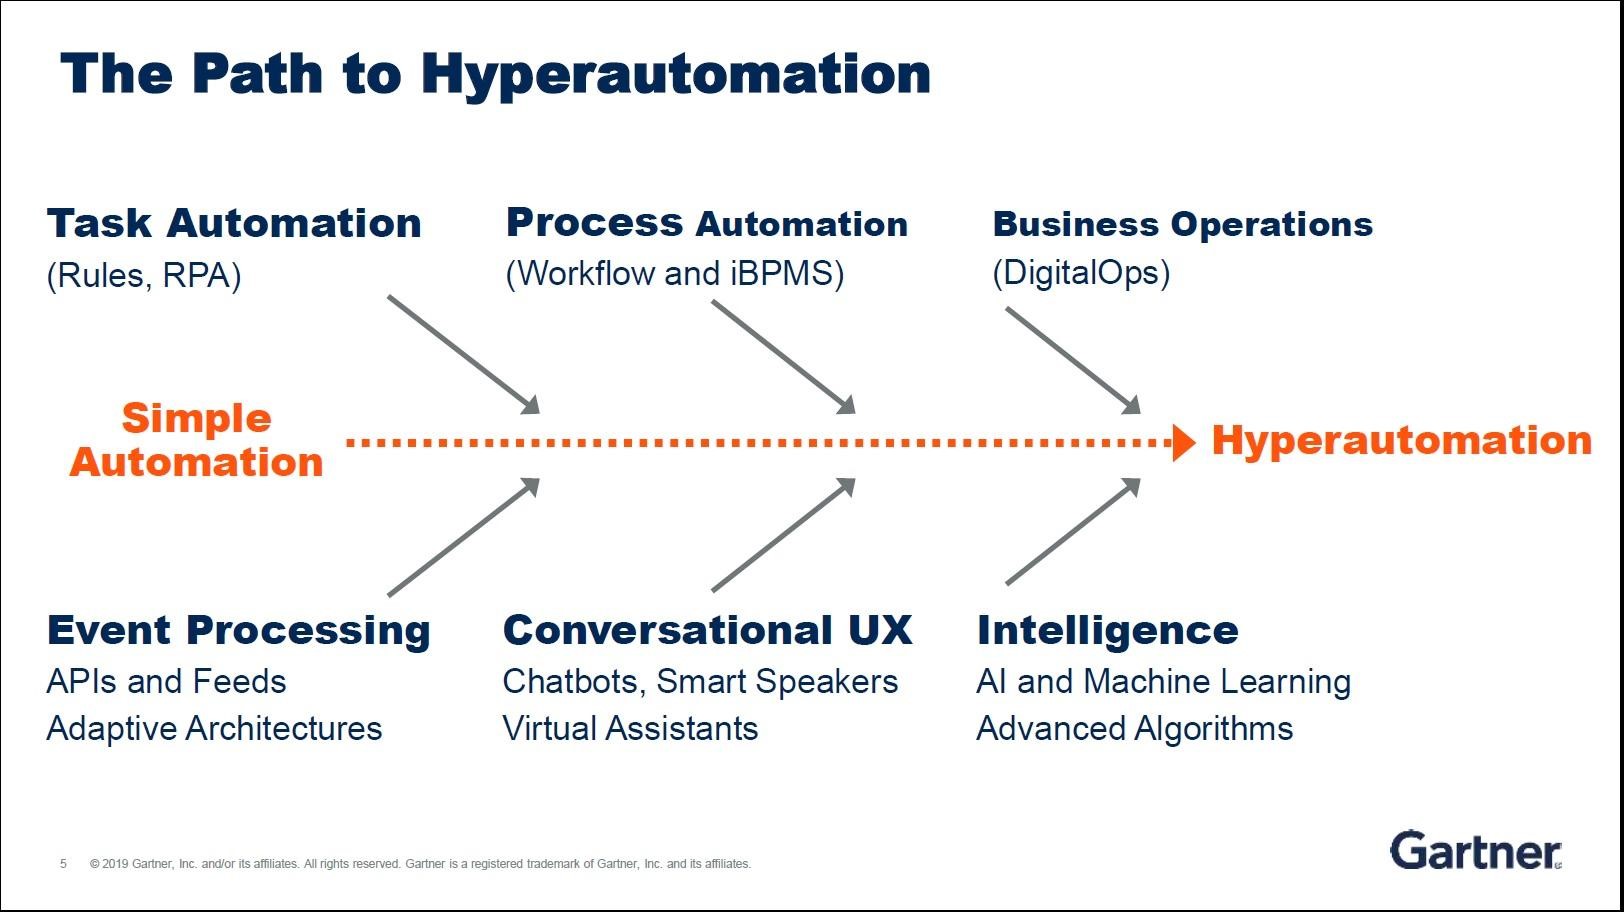 The Path to Hyperautomation
Task Automation
(Rules, RPA)
Process Automation
(Workflow and iBPMS)
Business Operations
(DigitalOps)
Simple
Automation
Hyperautomation
Event Processing
APIs and Feeds
Adaptive Architectures
Conversational UX
Chatbots, Smart Speakers
Virtual Assistants
Intelligence
AI and Machine Learning
Advanced Algorithms
5 © 2019 Gartner, Inc. and/or its affiliates. All rights reserved. Gartner is a registered trademark of Gartner, Inc. and its affiliates.
Gartner